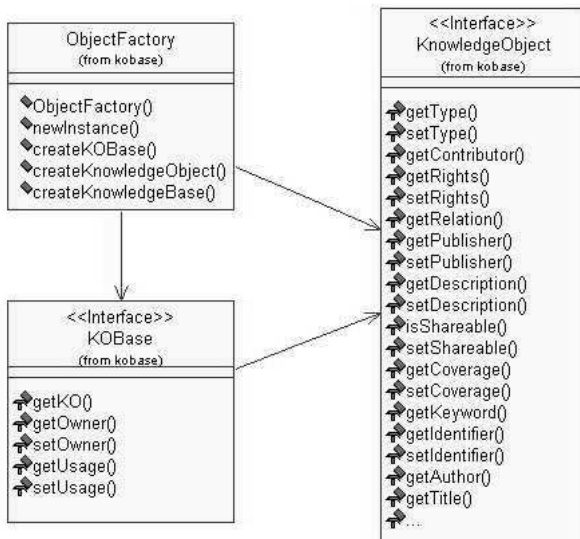 ObjectFactory
(from kobase)
ObjectFactory()
newInstance()
createKOBase()
createKnowledgeObject()
createKnowledgeBase()
<<Interface>>
KOBase
(from kobase)
getKO()
getOwner()
setOwner()
getUsage()
setUsage()
<<Interface>>
KnowledgeObject
(from kobase)
getType()
setType()
getContributor()
getRights()
setRights()
getRelation()
getPublisher()
setPublisher()
getDescription()
setDescription()
isShareable()
setShareable()
getCoverage()
setCoverage()
getKeyword()
getIdentifier()
setIdentifier()
getAuthor()
getTitle()
...